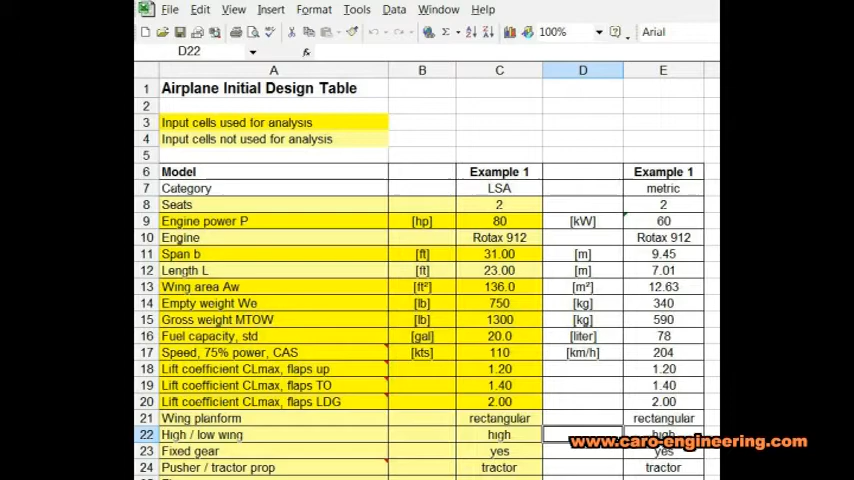 File Edit View Insert Format Tools Data Window Help
100% Arial
D22 fx
A B C D E
1 Airplane Initial Design Table
2
3 Input cells used for analysis
4 Input cells not used for analysis
5
6 Model Example 1 Example 1
7 Category LSA metric
8 Seats 2 2
9 Engine power P [hp] 80 [kW] 60
10 Engine Rotax 912 Rotax 912
11 Span b [ft] 31.00 [m] 9.45
12 Length L [ft] 23.00 [m] 7.01
13 Wing area Aw [ft²] 136.0 [m²] 12.63
14 Empty weight We [lb] 750 [kg] 340
15 Gross weight MTOW [lb] 1300 [kg] 590
16 Fuel capacity, std [gal] 20.0 [liter] 78
17 Speed, 75% power, CAS [kts] 110 [km/h] 204
18 Lift coefficient CLmax, flaps up 1.20 1.20
19 Lift coefficient CLmax, flaps TO 1.40 1.40
20 Lift coefficient CLmax, flaps LDG 2.00 2.00
21 Wing planform rectangular rectangular
22 High / low wing high high
www.caro-engineering.com
23 Fixed gear yes yes
24 Pusher / tractor prop tractor tractor